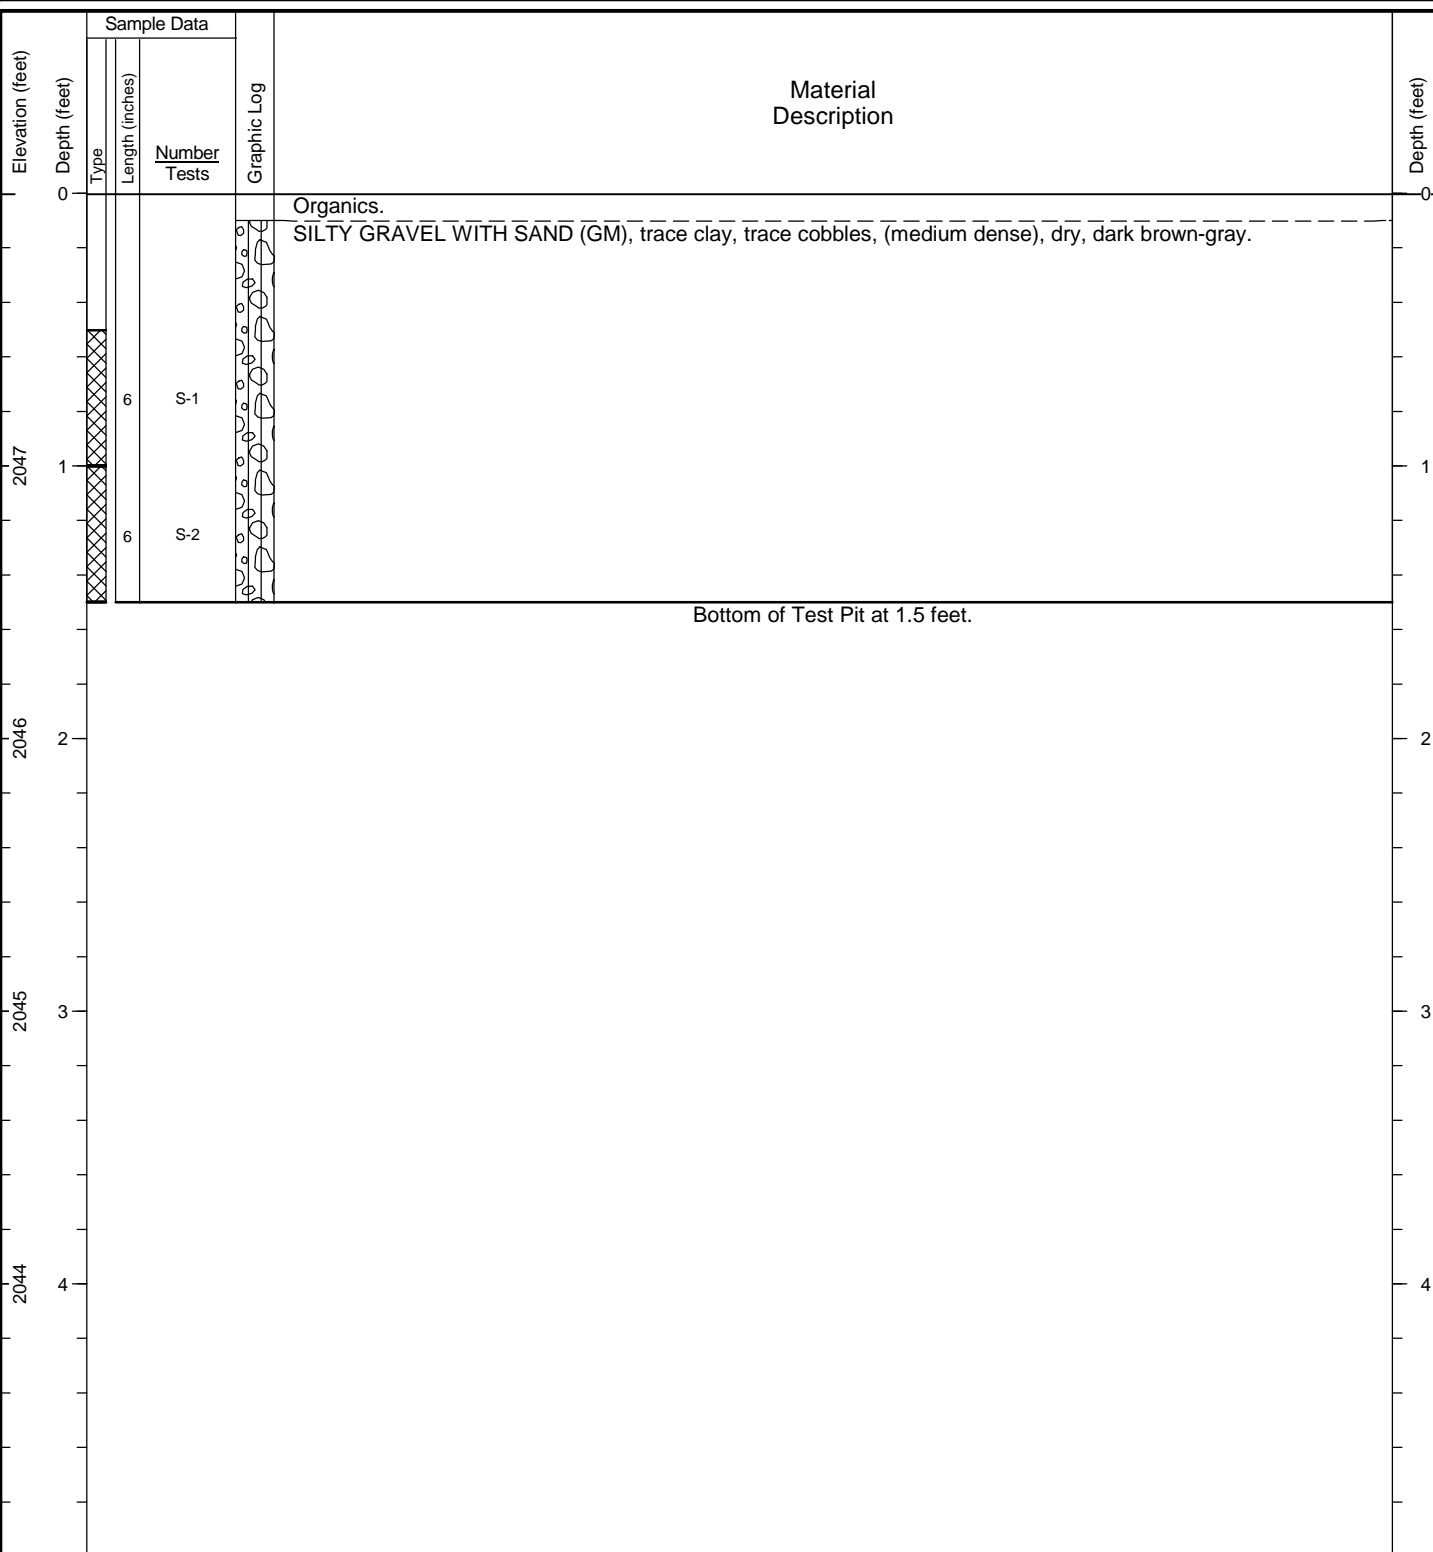 Sample Data
Elevation (feet)
Depth (feet)
Type
Length (inches)
Number
Tests
Graphic Log
Material
Description
Depth (feet)
0
0
Organics.
SILTY GRAVEL WITH SAND (GM), trace clay, trace cobbles, (medium dense), dry, dark brown-gray.
6
S-1
2047
1
1
6
S-2
Bottom of Test Pit at 1.5 feet.
2046
2
2
2045
3
3
2044
4
4